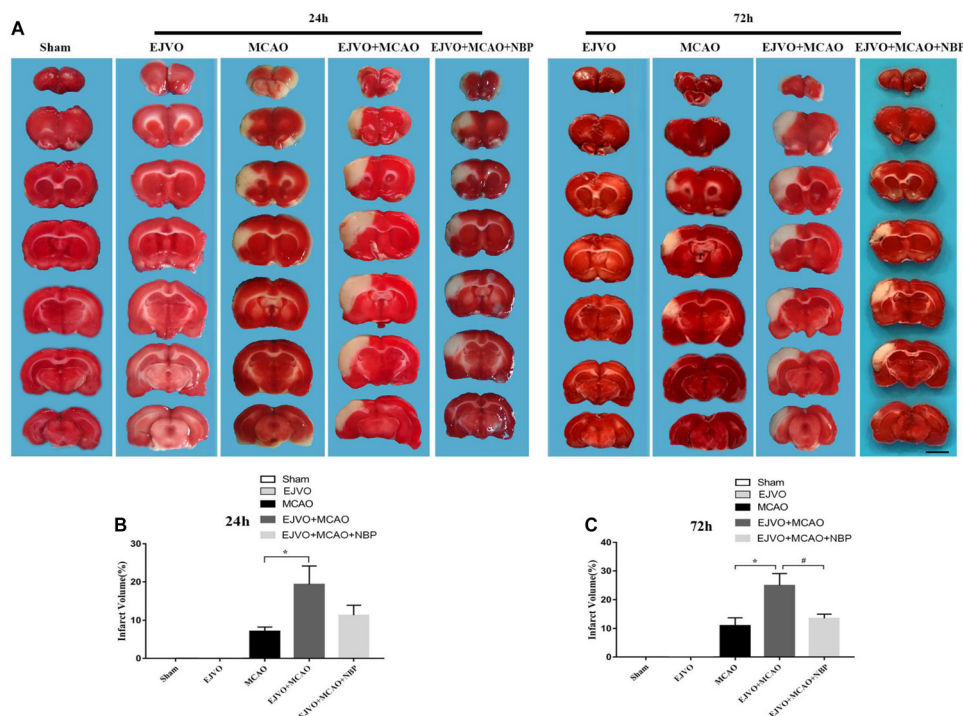 A
24h
72h
Sham
EJVO
MCAO
EJVO+MCAO
EJVO+MCAO+NBP
EJVO
MCAO
EJVO+MCAO
EJVO+MCAO+NBP
B
24h
Sham
EJVO
MCAO
EJVO+MCAO
EJVO+MCAO+NBP
Infarct Volume(%)
30
20
10
0
*
Sham
EJVO
MCAO
EJVO+MCAO
EJVO+MCAO+NBP
C
72h
Sham
EJVO
MCAO
EJVO+MCAO
EJVO+MCAO+NBP
Infarct Volume(%)
40
30
20
10
0
*
#
Sham
EJVO
MCAO
EJVO+MCAO
EJVO+MCAO+NBP